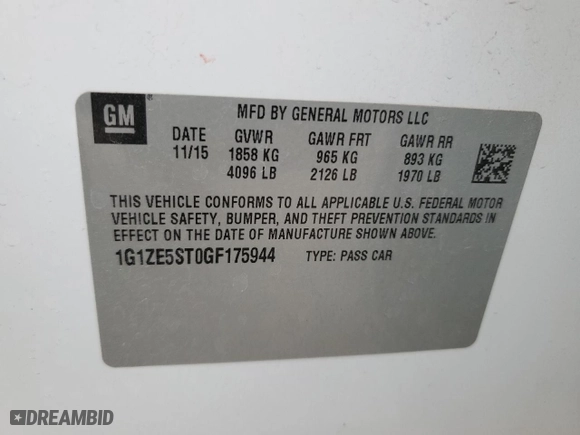 GM
MFD BY GENERAL MOTORS LLC
DATE GVWR GAWR FRT GAWR RR
11/15 1858 KG 965 KG 893 KG
4096 LB 2126 LB 1970 LB
THIS VEHICLE CONFORMS TO ALL APPLICABLE U.S. FEDERAL MOTOR
VEHICLE SAFETY, BUMPER, AND THEFT PREVENTION STANDARDS IN
EFFECT ON THE DATE OF MANUFACTURE SHOWN ABOVE.
1G1ZE5ST0GF175944 TYPE: PASS CAR
DREAMBID